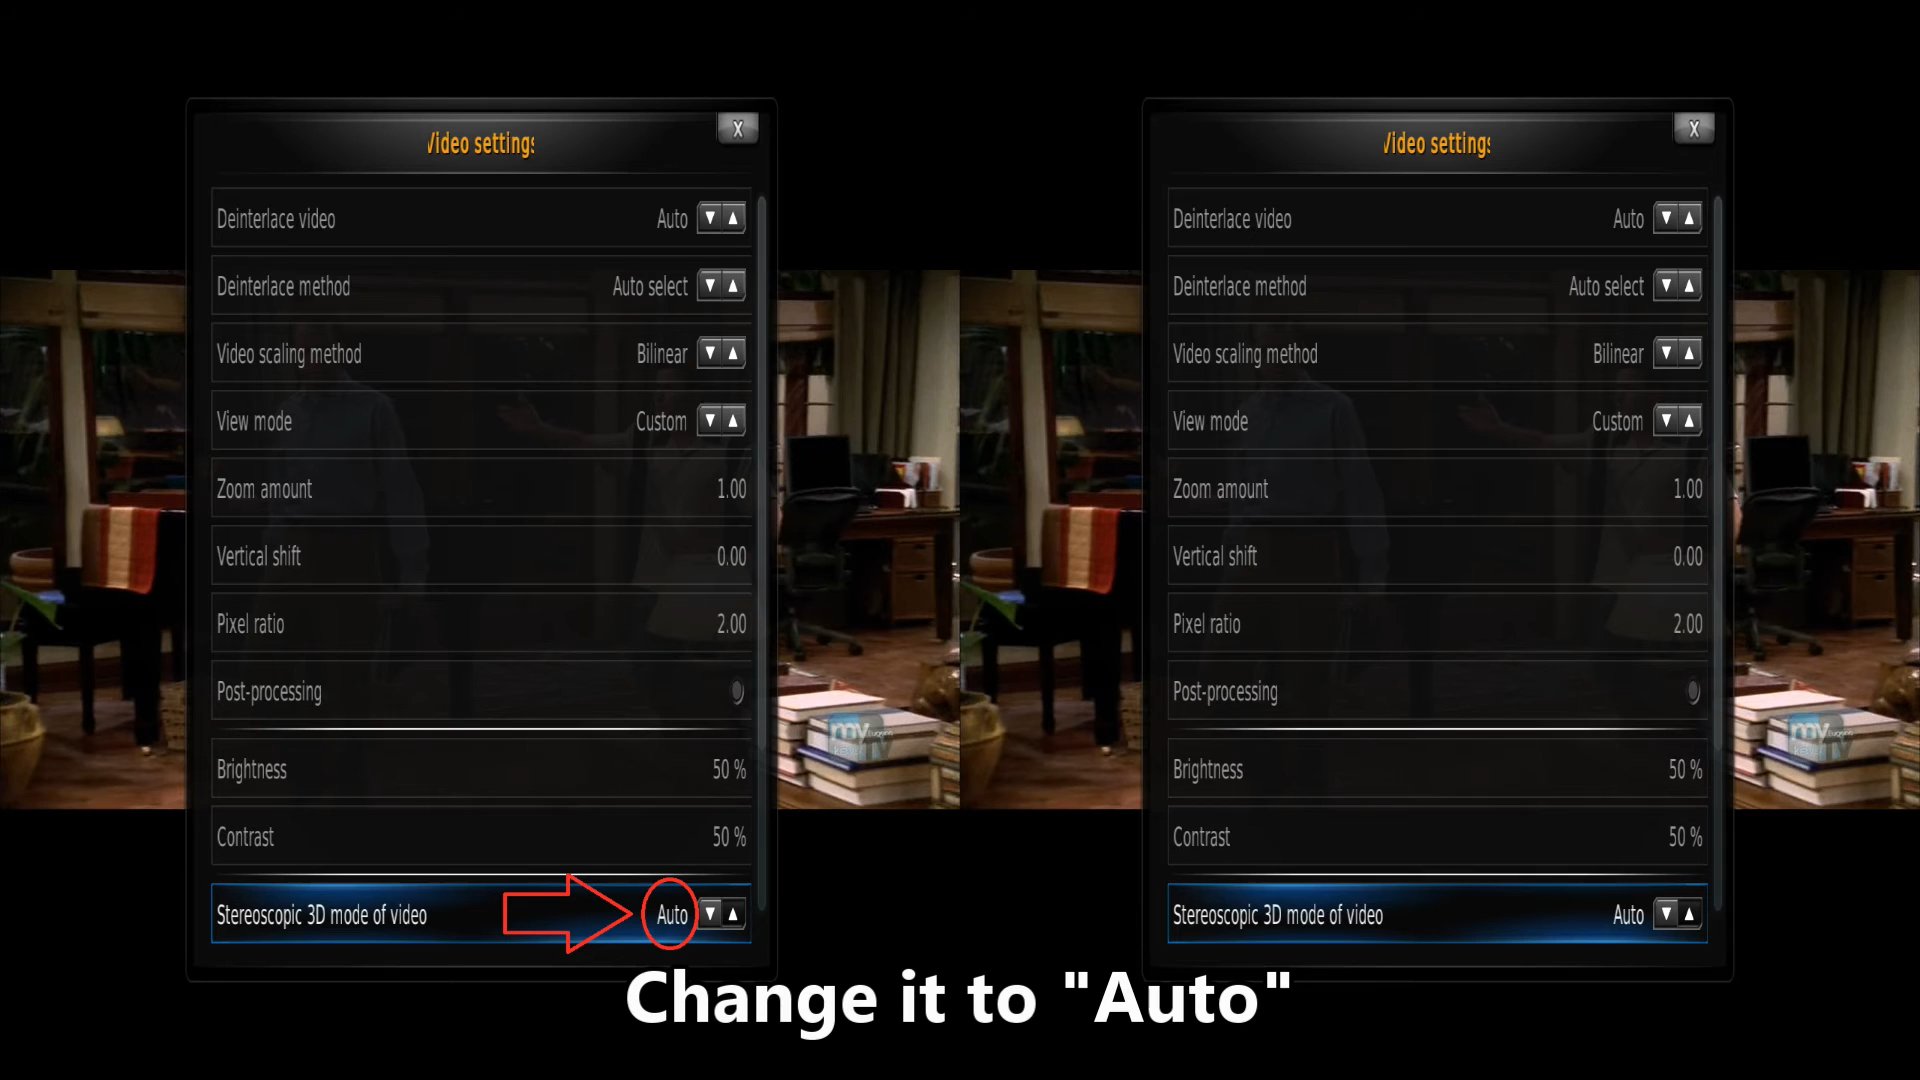 Video settings
X
Deinterlace video Auto
Deinterlace method Auto select
Video scaling method Bilinear
View mode Custom
Zoom amount 1.00
Vertical shift 0.00
Pixel ratio 2.00
Post-processing
Brightness 50 %
Contrast 50 %
Stereoscopic 3D mode of video Auto
Video settings
X
Deinterlace video Auto
Deinterlace method Auto select
Video scaling method Bilinear
View mode Custom
Zoom amount 1.00
Vertical shift 0.00
Pixel ratio 2.00
Post-processing
Brightness 50 %
Contrast 50 %
Stereoscopic 3D mode of video Auto
my
my
Change it to "Auto"